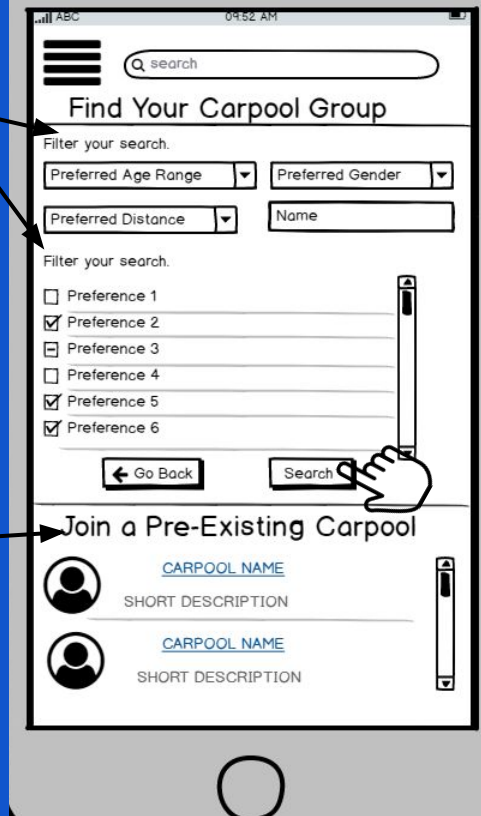 ABC 09:52 AM
search
Find Your Carpool Group
Filter your search.
Preferred Age Range Preferred Gender
Preferred Distance Name
Filter your search.
Preference 1
Preference 2
Preference 3
Preference 4
Preference 5
Preference 6
Go Back Search
Join a Pre-Existing Carpool
CARPOOL NAME
SHORT DESCRIPTION
CARPOOL NAME
SHORT DESCRIPTION